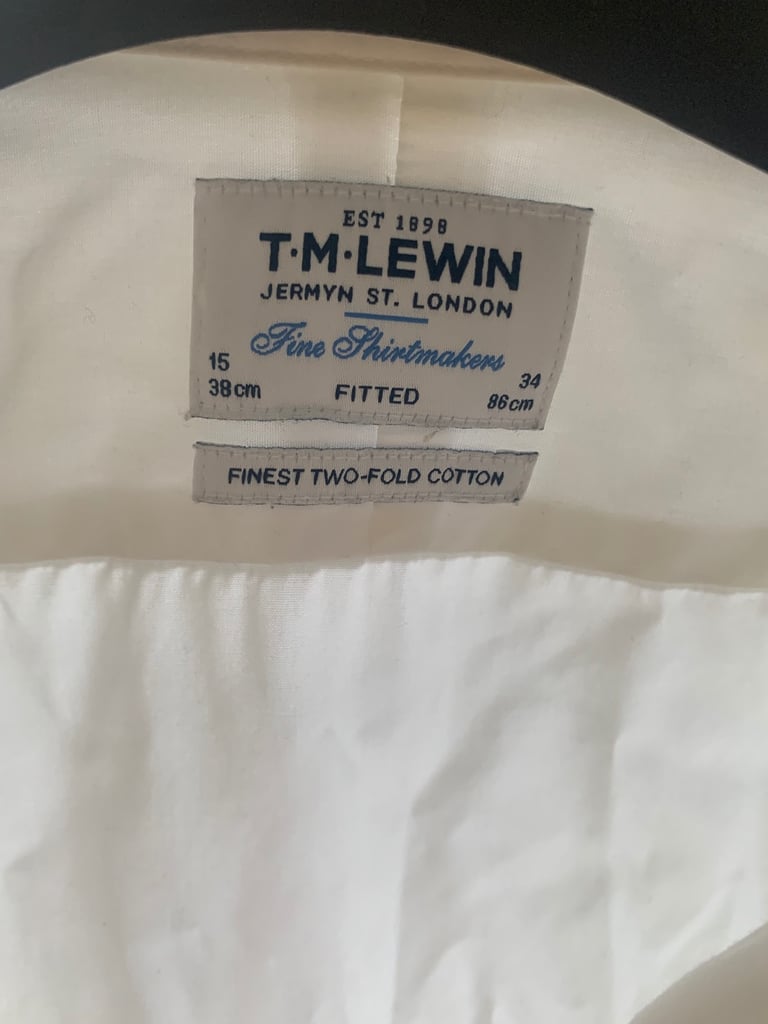 EST 1898
T·M·LEWIN
JERMYN ST. LONDON
Fine Shirtmakers
15
38cm
FITTED
34
86cm
FINEST TWO-FOLD COTTON